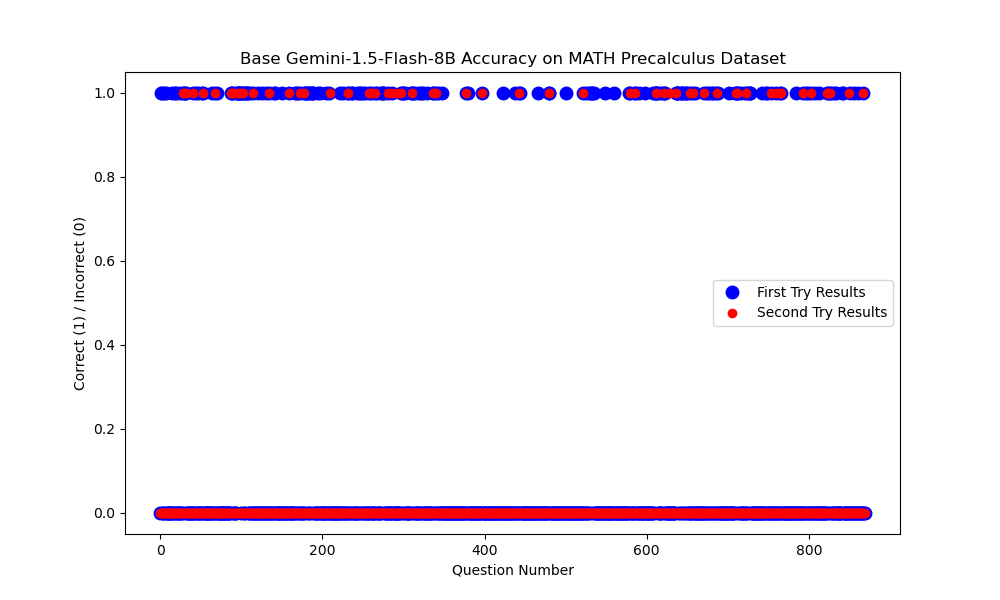 Base Gemini-1.5-Flash-8B Accuracy on MATH Precalculus Dataset
1.0
0.8
0.6
0.4
0.2
0.0
Correct (1) / Incorrect (0)
First Try Results
Second Try Results
0 200 400 600 800
Question Number